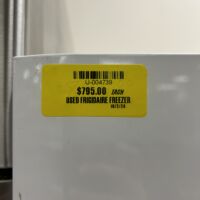 U-004739
$795.00 EACH
USED FRIGIDAIRE FREEZER